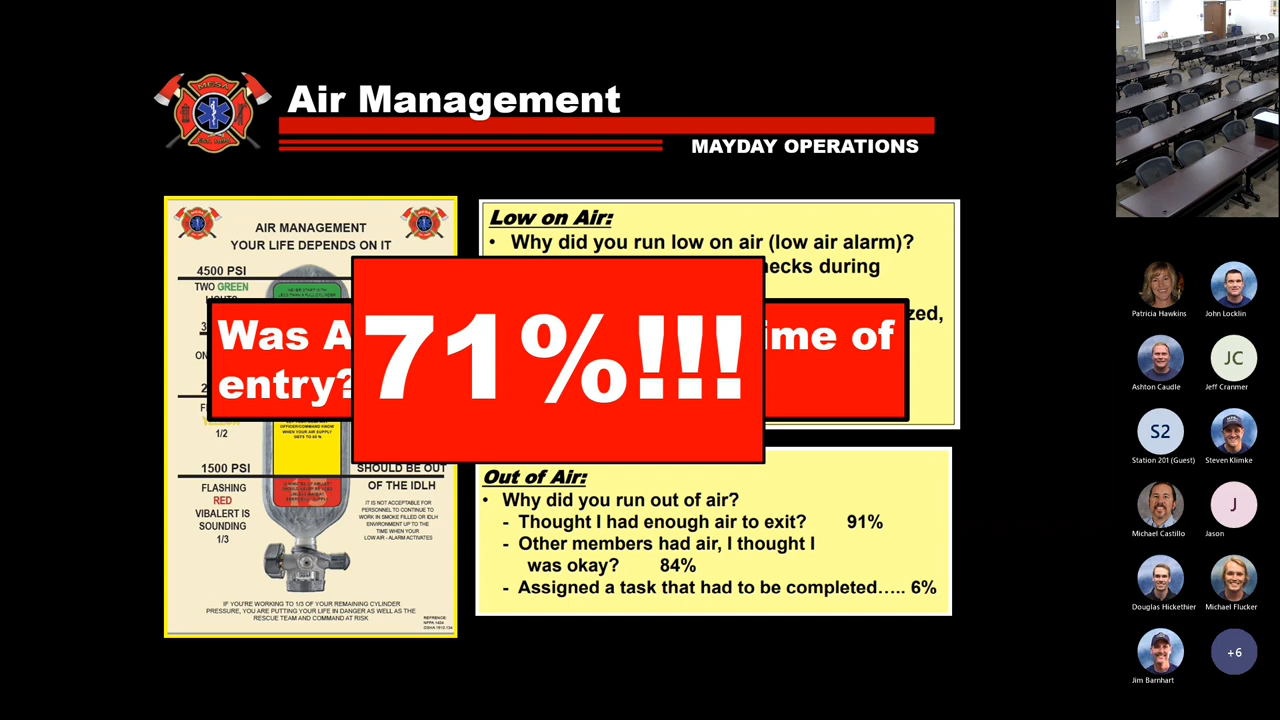 Air Management
MAYDAY OPERATIONS
AIR MANAGEMENT
YOUR LIFE DEPENDS ON IT
4500 PSI
TWO GREEN
1/2
1500 PSI
SHOULD BE OUT
OF THE IDLH
FLASHING
RED
VIBALERT IS
SOUNDING
1/3
IT IS NOT ACCEPTABLE FOR
PERSONNEL TO CONTINUE TO
WORK IN SMOKE FILLED OR IDLH
ENVIRONMENT UP TO THE
TIME WHEN YOUR
LOW AIR - ALARM ACTIVATES
IF YOU'RE WORKING TO 1/3 OF YOUR REMAINING CYLINDER
PRESSURE, YOU ARE PUTTING YOUR LIFE IN DANGER AS WELL AS THE
RESCUE TEAM AND COMMAND AT RISK
Low on Air:
• Why did you run low on air (low air alarm)?
during
Was
of
entry?
71%!!!
Out of Air:
• Why did you run out of air?
- Thought I had enough air to exit? 91%
- Other members had air, I thought I
was okay? 84%
- Assigned a task that had to be completed….. 6%
Patricia Hawkins
John Locklin
JC
Ashton Caudle
Jeff Cranmer
S2
Station 201 (Guest)
Steven Klimke
J
Michael Castillo
Jason
Douglas Hickethier
Michael Flucker
+6
Jim Barnhart